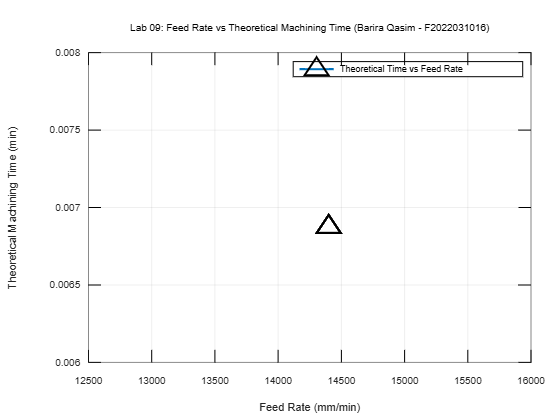 Lab 09: Feed Rate vs Theoretical Machining Time (Barira Qasim - F2022031016)
Theoretical Time vs Feed Rate
0.008
0.0075
0.007
0.0065
0.006
Theoretical Machining Time (min)
12500 13000 13500 14000 14500 15000 15500 16000
Feed Rate (mm/min)